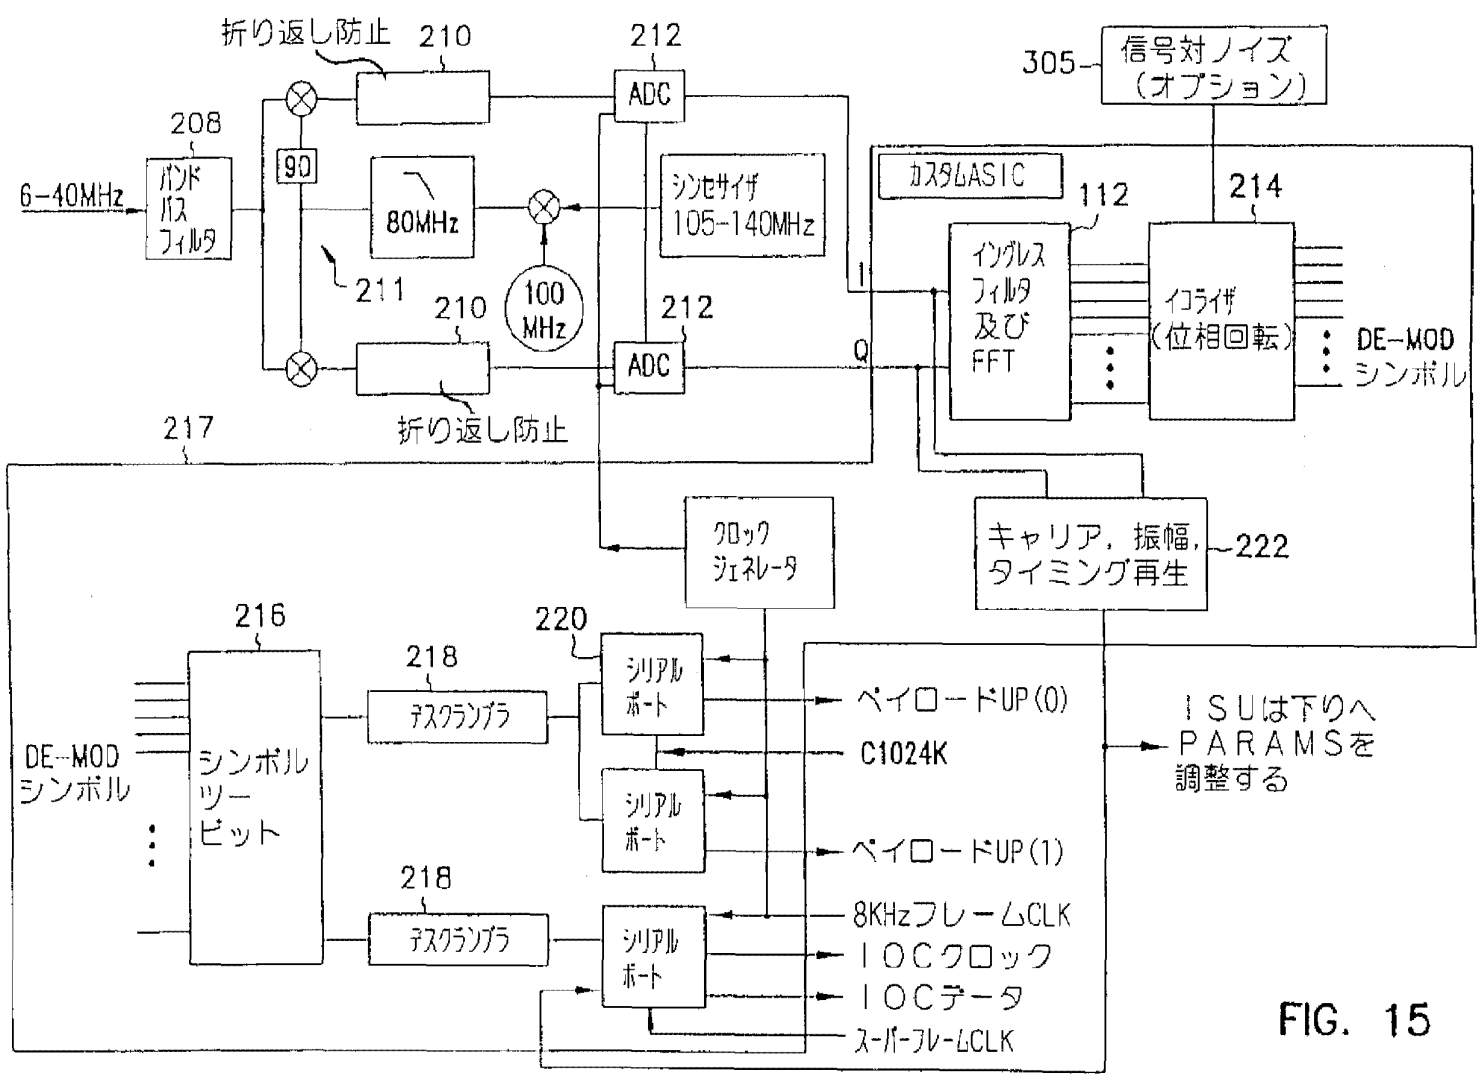 折り返し防止
210
212
305
信号対ノイズ
(オプション)
208
ADC
6-40MHz
バンド
パス
フィルタ
90
80MHz
シンセサイザ
105-140MHz
カスタムASIC
112
214
211
100
MHz
I
イングレス
フィルタ
及び
FFT
イコライザ
(位相回転)
DE-MOD
シンボル
210
212
Q
ADC
折り返し防止
217
クロック
ジェネレータ
キャリア,振幅,
タイミング再生
222
216
218
220
シリアル
ポート
デスクランブラ
ペイロードUP(0)
C1024K
ISUは下りへ
PARAMSを
調整する
DE-MOD
シンボル
シンボル
ツー
ビット
シリアル
ポート
ペイロードUP(1)
218
デスクランブラ
シリアル
ポート
8KHzフレームCLK
IOCクロック
IOCデータ
スーパーフレームCLK
FIG. 15